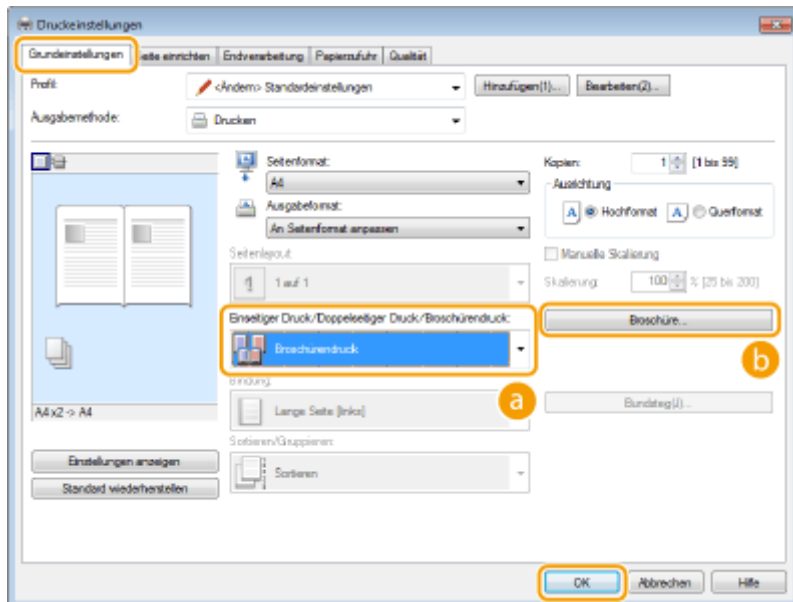 Druckeinstellungen
Grundeinstellungen Seite einrichten Endverarbeitung Papierzufuhr Qualität
Profil: <Ändern> Standardeinstellungen Hinzufügen(1)... Bearbeiten(2)...
Ausgabemethode: Drucken
Seitenformat:
A4
Ausgabeformat:
An Seitenformat anpassen
Seitenlayout:
1 1 auf 1
Einseitiger Druck/Doppelseitiger Druck/Broschürendruck:
Broschürendruck
a
Bindung:
Lange Seite [links]
Sortieren/Gruppieren:
Sortieren
Kopien: 1 [1 bis 99]
Ausrichtung
A Hochformat A Querformat
Manuelle Skalierung
Skalierung: 100 % [25 bis 200]
Broschüre...
b
Bundsteg(J)...
A4x2 -> A4
Einstellungen anzeigen
Standard wiederherstellen
OK Abbrechen Hilfe